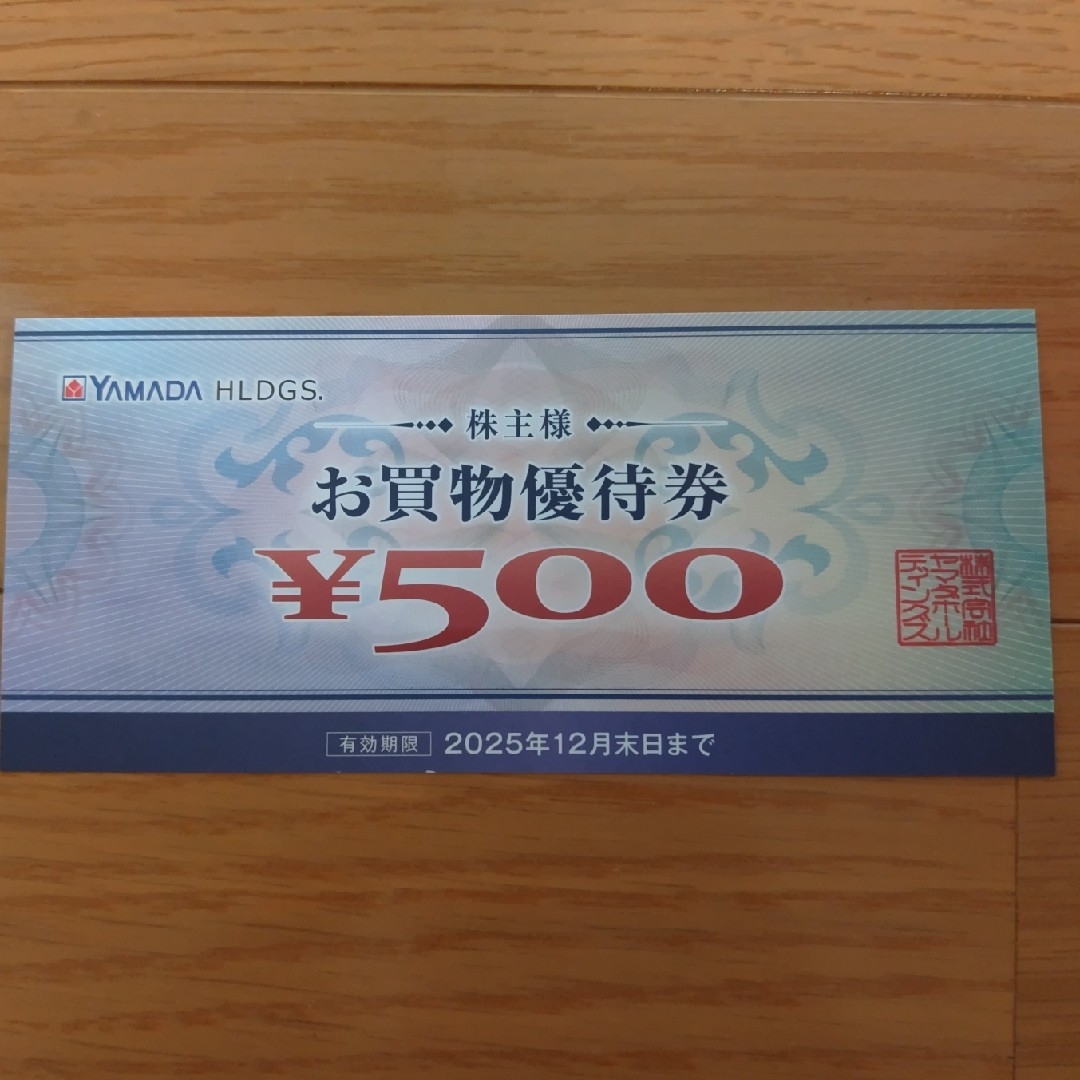 YAMADA HLDGS.
株主様
お買物優待券
¥500
株式会社
ヤマダホール
ディングス
有効期限 2025年12月末日まで